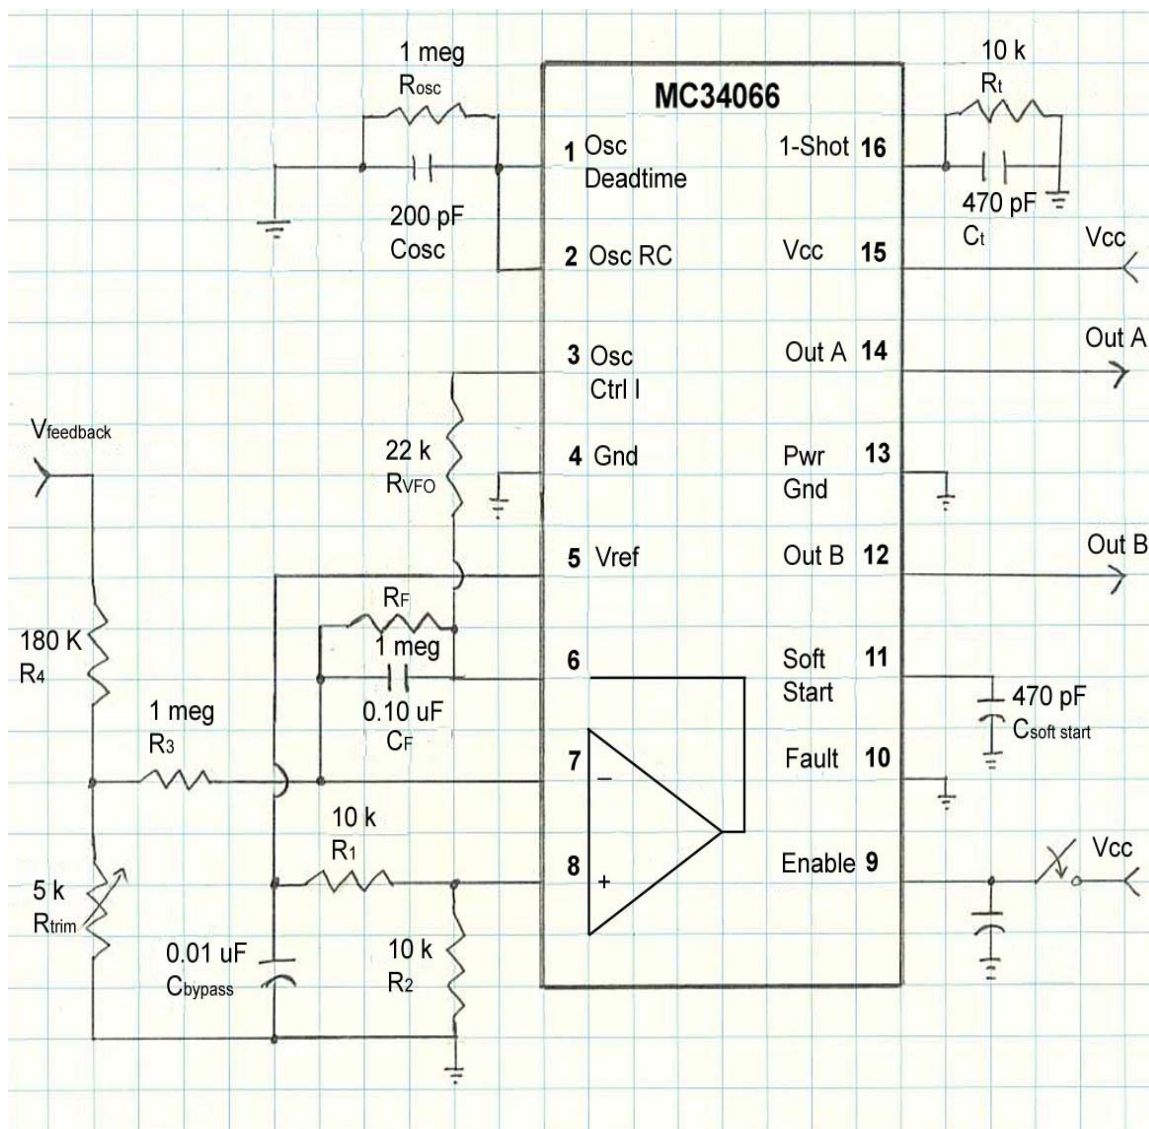 1 meg
Rosc
200 pF
Cosc
MC34066
10 k
Rt
470 pF
Ct
1 Osc
Deadtime
1-Shot 16
2 Osc RC
Vcc 15
Vcc
3 Osc
Ctrl I
Out A 14
Out A
Vfeedback
22 k
RVFO
4 Gnd
Pwr 13
Gnd
5 Vref
Out B 12
Out B
RF
1 meg
0.10 uF
CF
180 K
R4
6
Soft 11
Start
470 pF
Csoft start
1 meg
R3
7
−
Fault 10
10 k
R1
8
+
Enable 9
Vcc
5 k
Rtrim
0.01 uF
Cbypass
10 k
R2